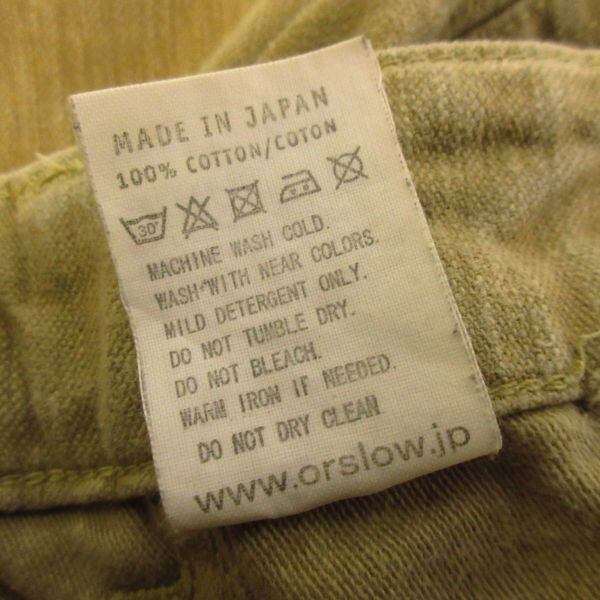 MADE IN JAPAN
100% COTTON/COTON
30°
MACHINE WASH COLD.
WASH WITH NEAR COLORS.
MILD DETERGENT ONLY.
DO NOT TUMBLE DRY.
DO NOT BLEACH.
WARM IRON IF NEEDED.
DO NOT DRY CLEAN
www.orslow.jp